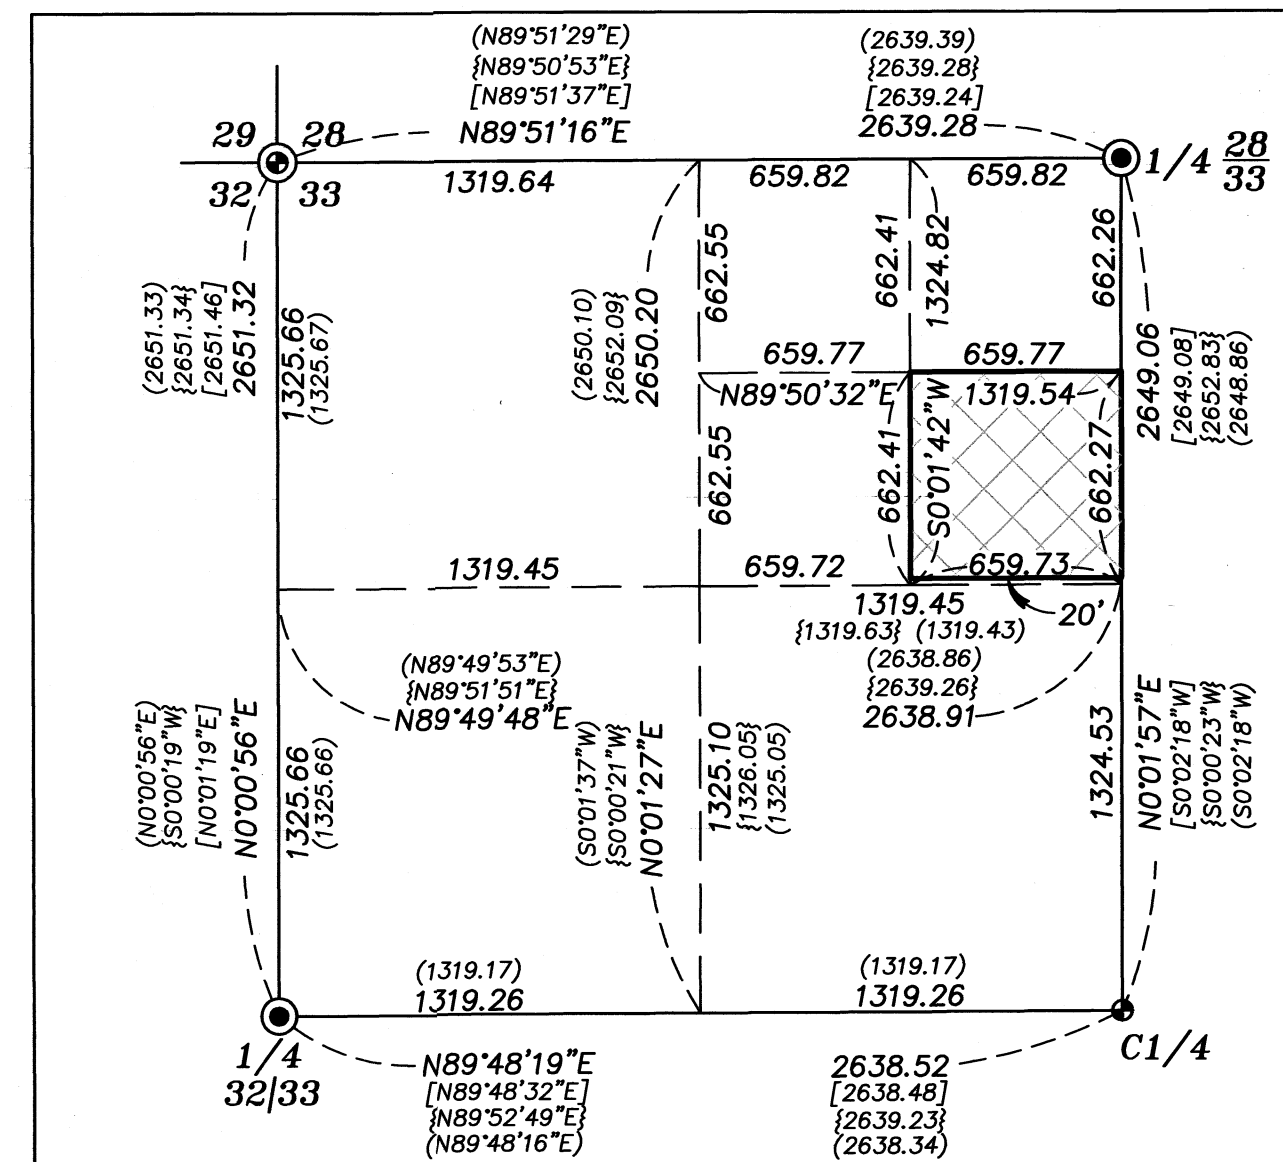 (N89°51'29"E)
{N89°50'53"E}
[N89°51'37"E]
N89°51'16"E
(2639.39)
{2639.28}
[2639.24]
2639.28
29 28
32 33
1/4 28
33
1319.64
659.82
659.82
(2651.33)
{2651.34}
[2651.46]
2651.32
1325.66
(1325.67)
(2650.10)
{2652.09}
2650.20
662.55
662.41
1324.82
662.26
2649.06
[2649.08]
{2652.83}
(2648.86)
659.77
659.77
N89°50'32"E
1319.54
662.55
662.41
S0°01'42"W
662.27
1319.45
659.72
659.73
1319.45
20'
{1319.63} (1319.43)
(2638.86)
{2639.26}
2638.91
(N89°49'53"E)
{N89°51'51"E}
N89°49'48"E
(N0°00'56"E)
{S0°00'19"W}
[N0°01'19"E]
N0°00'56"E
1325.66
(1325.66)
(S0°01'37"W)
{S0°00'21"W}
N0°01'27"E
1325.10
{1326.05}
(1325.05)
1324.53
N0°01'57"E
[S0°02'18"W]
{S0°00'23"W}
(S0°02'18"W)
(1319.17)
1319.26
(1319.17)
1319.26
1/4
32|33
C1/4
N89°48'19"E
[N89°48'32"E]
{N89°52'49"E}
(N89°48'16"E)
2638.52
[2638.48]
{2639.23}
(2638.34)